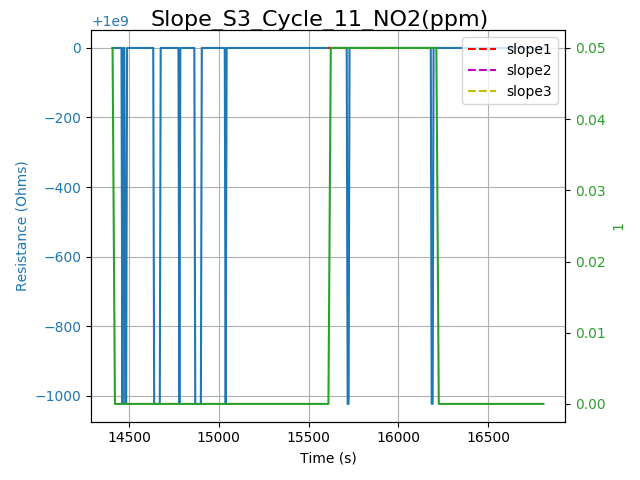 Slope_S3_Cycle_11_NO2(ppm)
+1e9
0
−200
−400
−600
−800
−1000
Resistance (Ohms)
slope1
slope2
slope3
0.05
0.04
0.03
0.02
0.01
0.00
1
14500
15000
15500
16000
16500
Time (s)